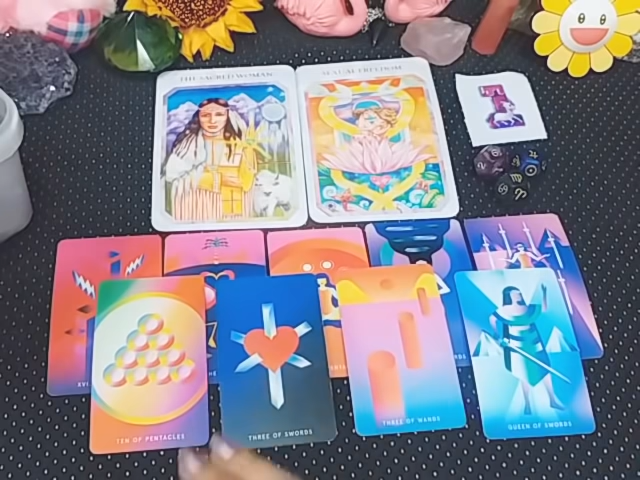 THE SACRED WOMAN
SEXUAL FREEDOM
TEN OF PENTACLES
THREE OF SWORDS
THREE OF WANDS
QUEEN OF SWORDS